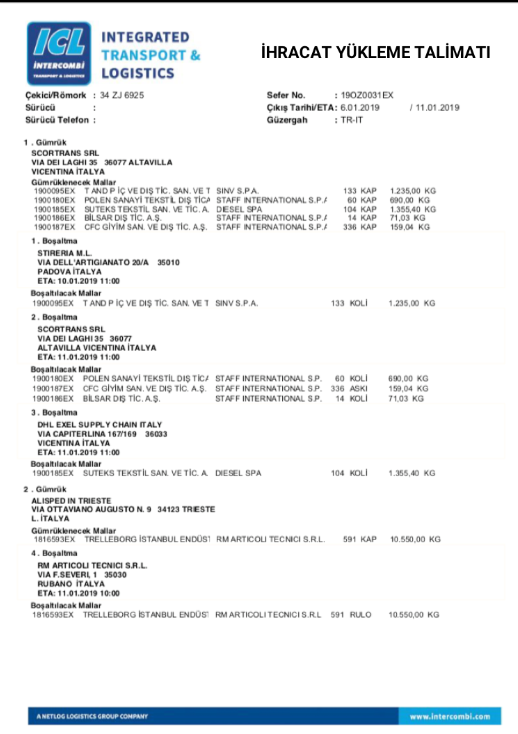 ICL
INTERCOMBİ
TRANSPORT & LOGISTICS
INTEGRATED
TRANSPORT &
LOGISTICS
İHRACAT YÜKLEME TALİMATI
Çekici/Römork : 34 ZJ 6925
Sürücü :
Sürücü Telefon :
Sefer No. : 19OZ0031EX
Çıkış Tarihi/ETA: 6.01.2019 / 11.01.2019
Güzergah : TR-IT
1 . Gümrük
SCORTRANS SRL
VIA DEI LAGHI 35 36077 ALTAVILLA
VICENTINA İTALYA
Gümrüklenecek Mallar
1900095EX T AND P İÇ VE DIŞ TİC. SAN. VE T SINV S.P.A. 133 KAP 1.235,00 KG
1900180EX POLEN SANAYİ TEKSTİL DIŞ TİCA STAFF INTERNATIONAL S.P./ 60 KAP 690,00 KG
1900185EX SUTEKS TEKSTİL SAN. VE TİC. A. DIESEL SPA 104 KAP 1.355,40 KG
1900186EX BİLSAR DIŞ TİC. A.Ş. STAFF INTERNATIONAL S.P./ 14 KAP 71,03 KG
1900187EX CFC GİYİM SAN. VE DIŞ TİC. A.Ş. STAFF INTERNATIONAL S.P./ 336 KAP 159,04 KG
1 . Boşaltma
STIRERIA M.L.
VIA DELL'ARTIGIANATO 20/A 35010
PADOVA İTALYA
ETA: 10.01.2019 11:00
Boşaltılacak Mallar
1900095EX T AND P İÇ VE DIŞ TİC. SAN. VE T SINV S.P.A. 133 KOLİ 1.235,00 KG
2 . Boşaltma
SCORTRANS SRL
VIA DEI LAGHI 35 36077
ALTAVILLA VICENTINA İTALYA
ETA: 11.01.2019 11:00
Boşaltılacak Mallar
1900180EX POLEN SANAYİ TEKSTİL DIŞ TİC/ STAFF INTERNATIONAL S.P. 60 KOLİ 690,00 KG
1900187EX CFC GİYİM SAN. VE DIŞ TİC. A.Ş. STAFF INTERNATIONAL S.P. 336 ASKI 159,04 KG
1900186EX BİLSAR DIŞ TİC. A.Ş. STAFF INTERNATIONAL S.P. 14 KOLİ 71,03 KG
3 . Boşaltma
DHL EXEL SUPPLY CHAIN ITALY
VIA CAPITERLINA 167/169 36033
VICENTINA İTALYA
ETA: 11.01.2019 11:00
Boşaltılacak Mallar
1900185EX SUTEKS TEKSTİL SAN. VE TİC. A. DIESEL SPA 104 KOLİ 1.355,40 KG
2 . Gümrük
ALISPED IN TRIESTE
VIA OTTAVIANO AUGUSTO N. 9 34123 TRIESTE
L. İTALYA
Gümrüklenecek Mallar
1816593EX TRELLEBORG İSTANBUL ENDÜST RM ARTICOLI TECNICI S.R.L. 591 KAP 10.550,00 KG
4 . Boşaltma
RM ARTICOLI TECNICI S.R.L.
VIA F.SEVERI, 1 35030
RUBANO İTALYA
ETA: 11.01.2019 10:00
Boşaltılacak Mallar
1816593EX TRELLEBORG İSTANBUL ENDÜST RM ARTICOLI TECNICI S.R.L 591 RULO 10.550,00 KG
A NETLOG LOGISTICS GROUP COMPANY
www.intercombi.com